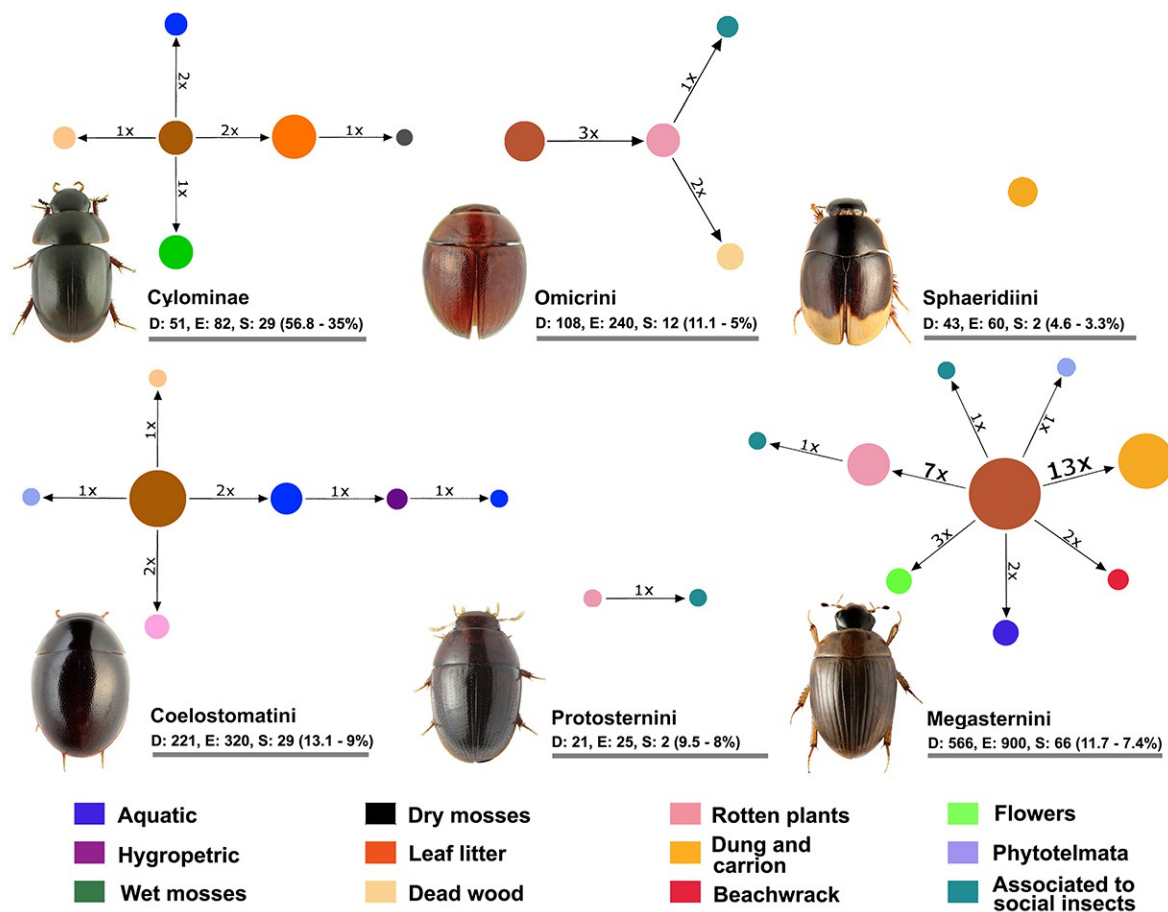 2x
1x
2x
1x
1x
Cylominae
D: 51, E: 82, S: 29 (56.8 - 35%)
3x
1x
2x
Omicrini
D: 108, E: 240, S: 12 (11.1 - 5%)
Sphaeridiini
D: 43, E: 60, S: 2 (4.6 - 3.3%)
1x
1x
2x
1x
1x
2x
Coelostomatini
D: 221, E: 320, S: 29 (13.1 - 9%)
1x
Protosternini
D: 21, E: 25, S: 2 (9.5 - 8%)
1x
1x
1x
7x
13x
3x
2x
2x
Megasternini
D: 566, E: 900, S: 66 (11.7 - 7.4%)
Aquatic
Hygropetric
Wet mosses
Dry mosses
Leaf litter
Dead wood
Rotten plants
Dung and
carrion
Beachwrack
Flowers
Phytotelmata
Associated to
social insects